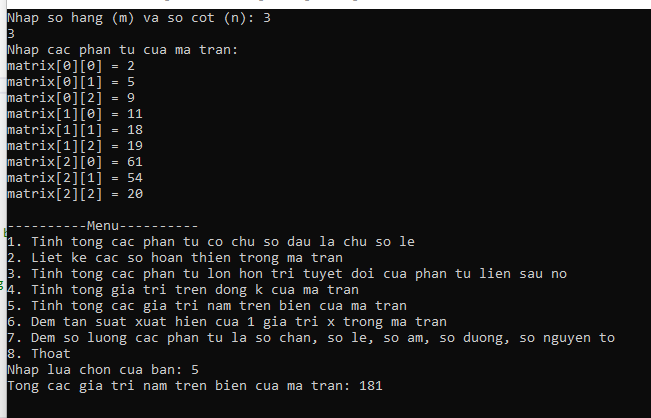 Nhap so hang (m) va so cot (n): 3
3
Nhap cac phan tu cua ma tran:
matrix[0][0] = 2
matrix[0][1] = 5
matrix[0][2] = 9
matrix[1][0] = 11
matrix[1][1] = 18
matrix[1][2] = 19
matrix[2][0] = 61
matrix[2][1] = 54
matrix[2][2] = 20
----------Menu----------
1. Tinh tong cac phan tu co chu so dau la chu so le
2. Liet ke cac so hoan thien trong ma tran
3. Tinh tong cac phan tu lon hon tri tuyet doi cua phan tu lien sau no
4. Tinh tong gia tri tren dong k cua ma tran
5. Tinh tong cac gia tri nam tren bien cua ma tran
6. Dem tan suat xuat hien cua 1 gia tri x trong ma tran
7. Dem so luong cac phan tu la so chan, so le, so am, so duong, so nguyen to
8. Thoat
Nhap lua chon cua ban: 5
Tong cac gia tri nam tren bien cua ma tran: 181